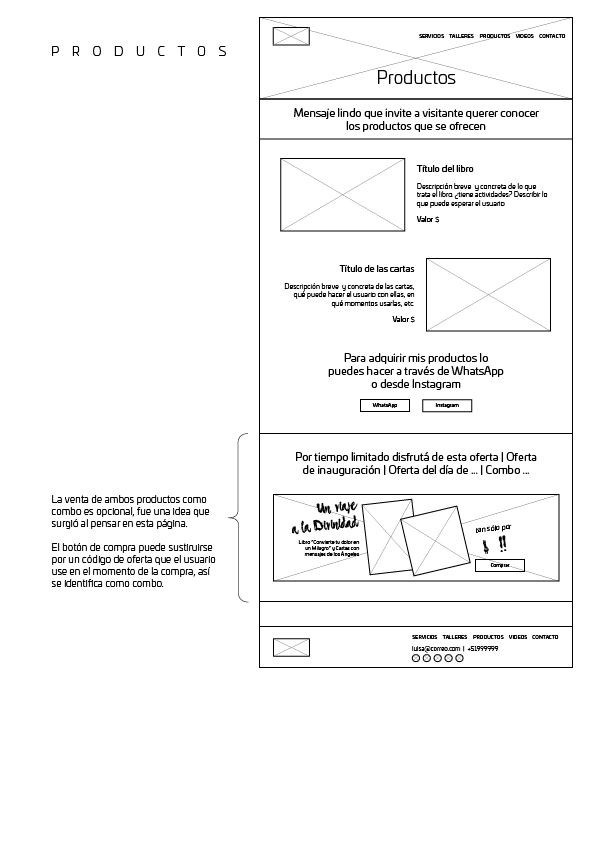 PRODUCTOS
SERVICIOS TALLERES PRODUCTOS VIDEOS CONTACTO
Productos
Mensaje lindo que invite a visitante querer conocer
los productos que se ofrecen
Título del libro
Descripción breve y concreta de lo que
trata el libro. ¿tiene actividades? Describir lo
que puede esperar el usuario
Valor $
Título de las cartas
Descripción breve y concreta de las cartas,
qué puede hacer el usuario con ellas, en
qué momentos usarlas, etc
Valor $
Para adquirir mis productos lo
puedes hacer a través de WhatsApp
o desde Instagram
WhatsApp
Instagram
Por tiempo limitado disfrutá de esta oferta | Oferta
de inauguración | Oferta del día de ... | Combo ...
La venta de ambos productos como
combo es opcional, fue una idea que
surgió al pensar en esta página.
El botón de compra puede sustiruirse
por un código de oferta que el usuario
use en el momento de la compra, así
se identifica como combo.
Un viaje
a la Divinidad
Libro "Convierte tu dolor en
un Milagro" y Cartas con
mensajes de los Ángeles
tan sólo por
$ !!
Comprar
SERVICIOS TALLERES PRODUCTOS VIDEOS CONTACTO
luisa@correo.com | +51999999